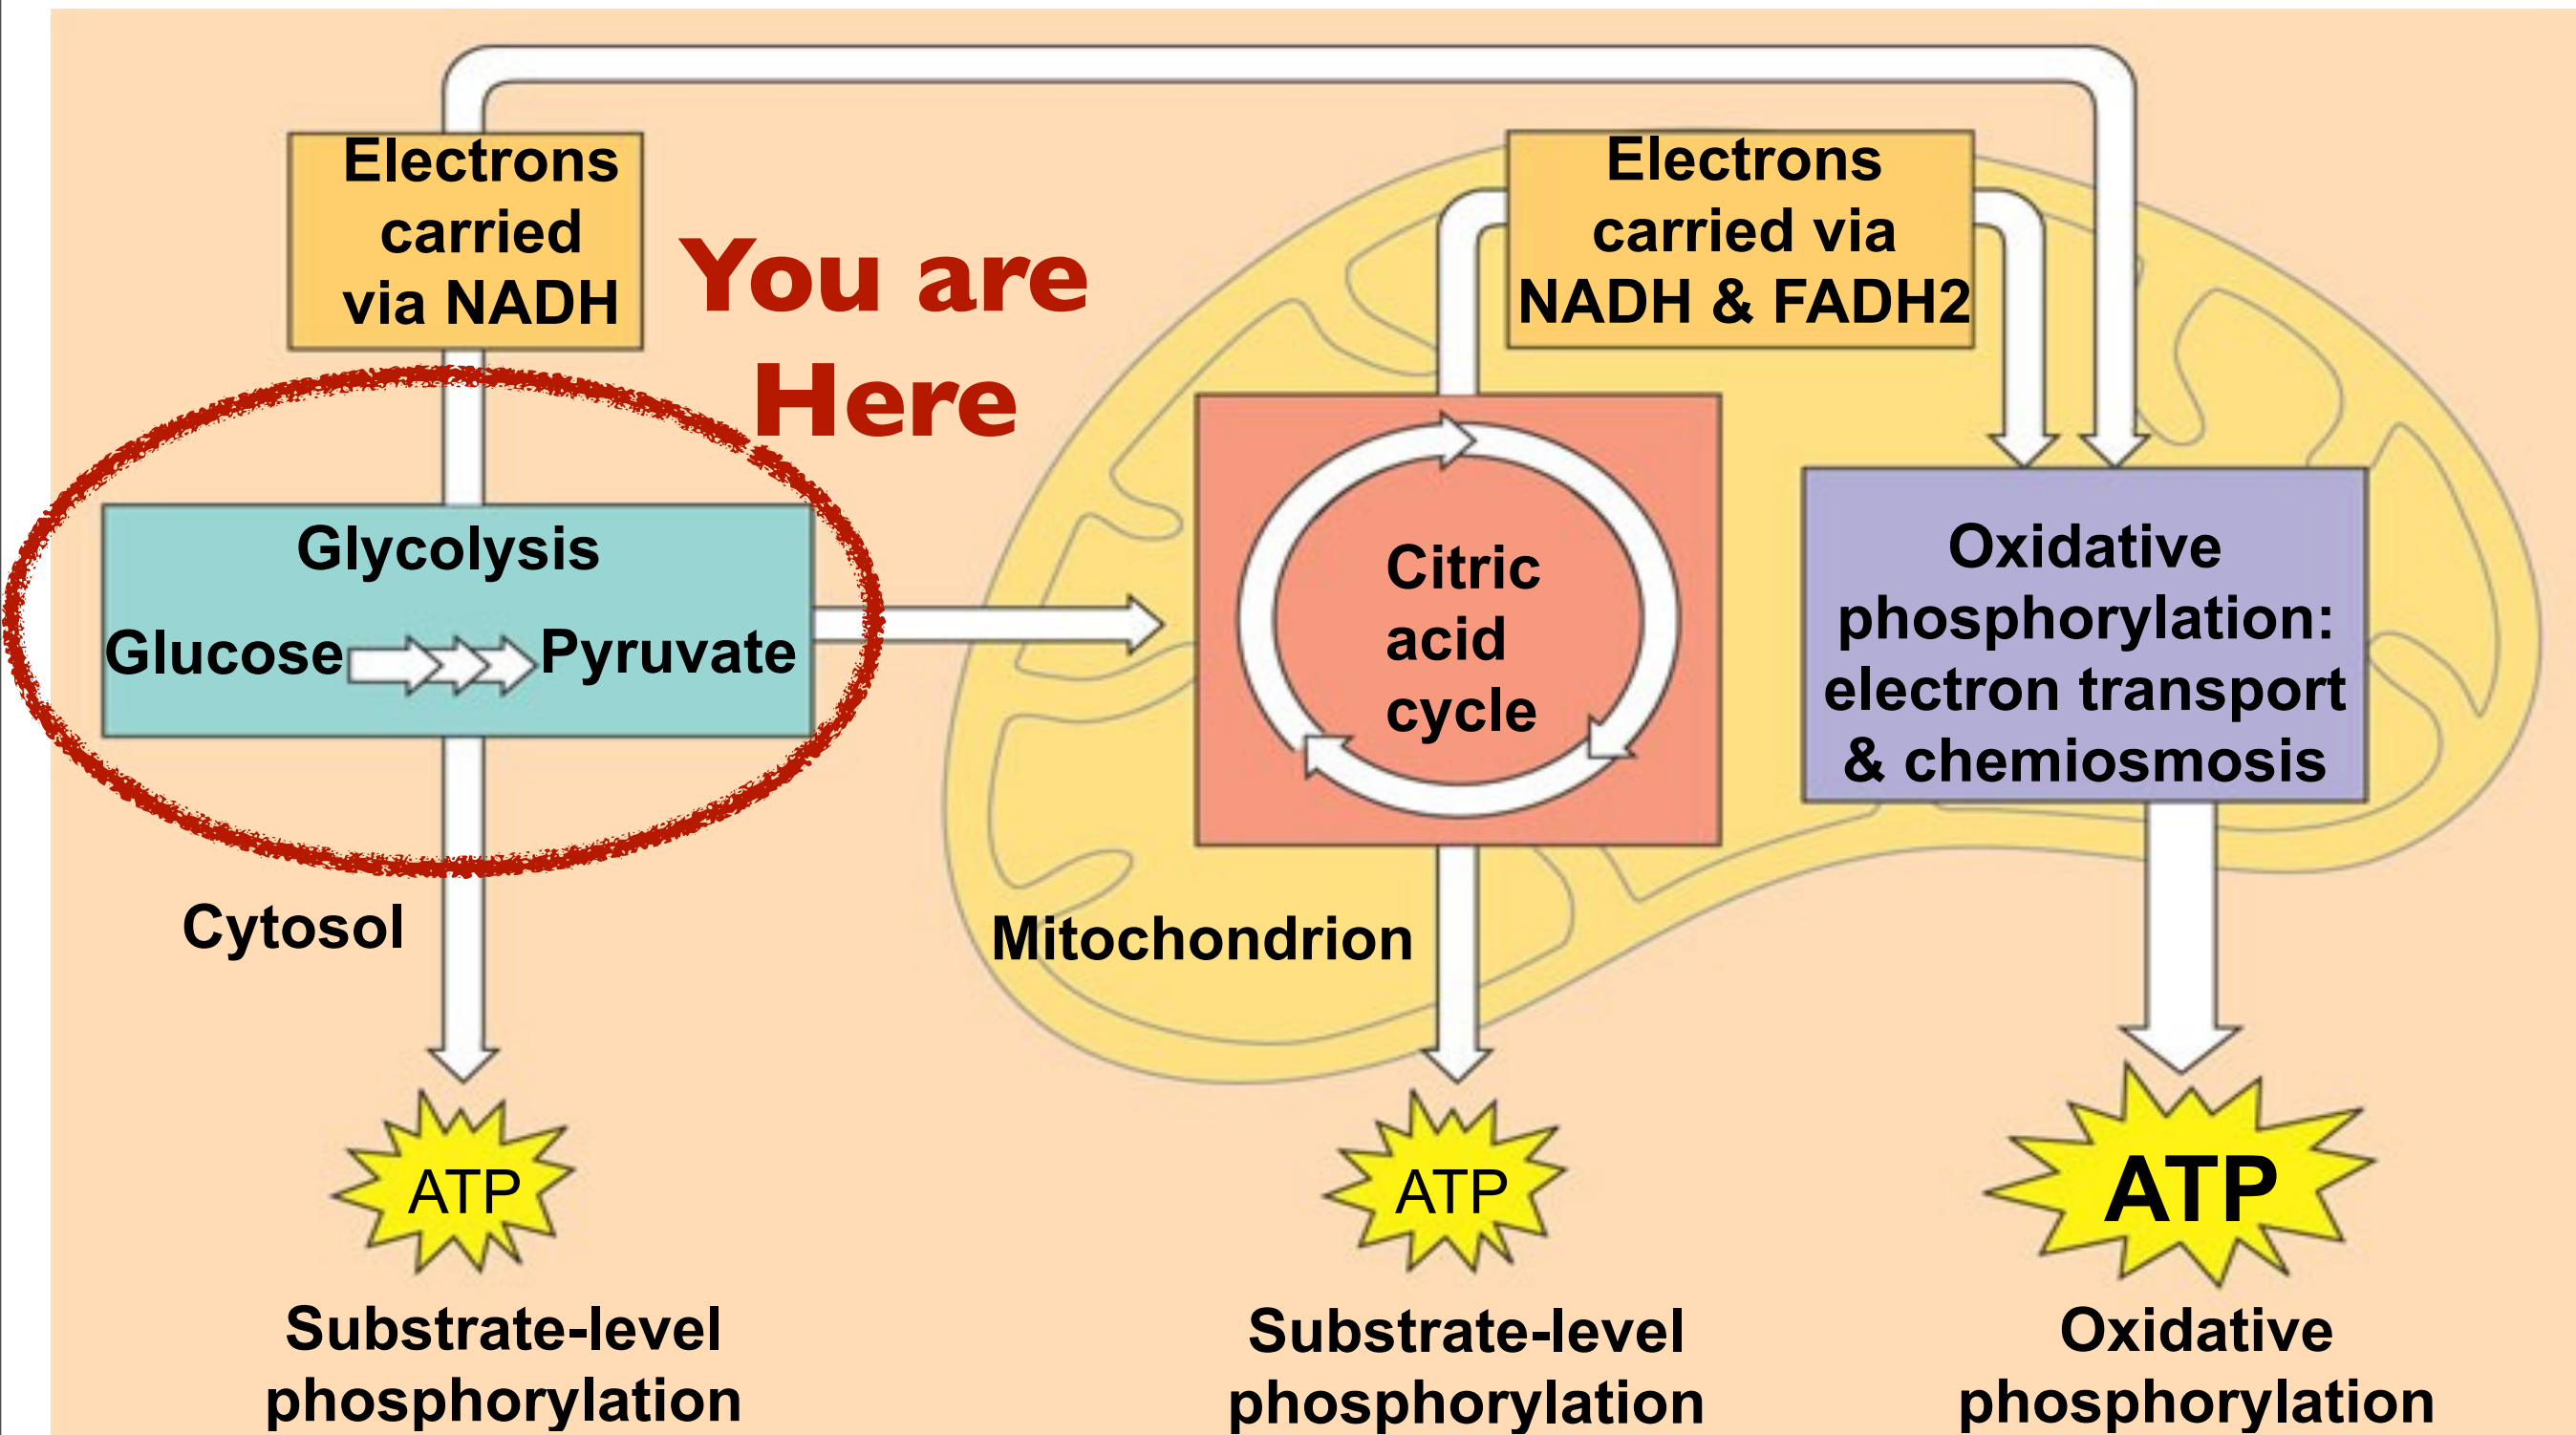 Electrons
carried
via NADH
You are
Here
Electrons
carried via
NADH & FADH2
Glycolysis
Glucose Pyruvate
Citric
acid
cycle
Oxidative
phosphorylation:
electron transport
& chemiosmosis
Cytosol
Mitochondrion
ATP
ATP
ATP
Substrate-level
phosphorylation
Substrate-level
phosphorylation
Oxidative
phosphorylation